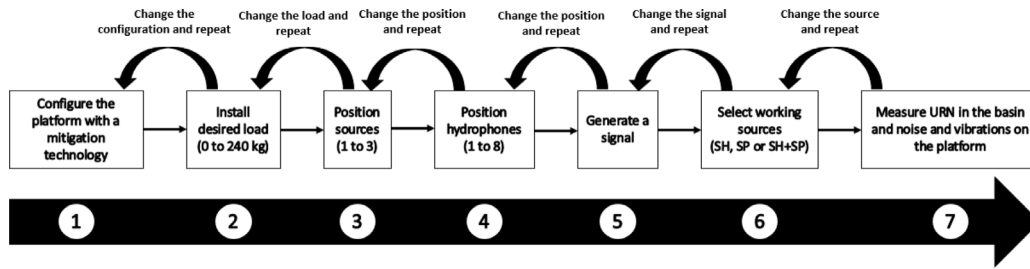 Change the
configuration and repeat
Change the load and
repeat
Change the position
and repeat
Change the position
and repeat
Change the signal
and repeat
Change the source
and repeat
Configure the
platform with a
mitigation
technology
Install
desired load
(0 to 240 kg)
Position
sources
(1 to 3)
Position
hydrophones
(1 to 8)
Generate a
signal
Select working
sources
(SH, SP or SH+SP)
Measure URN in the basin
and noise and vibrations on
the platform
1
2
3
4
5
6
7